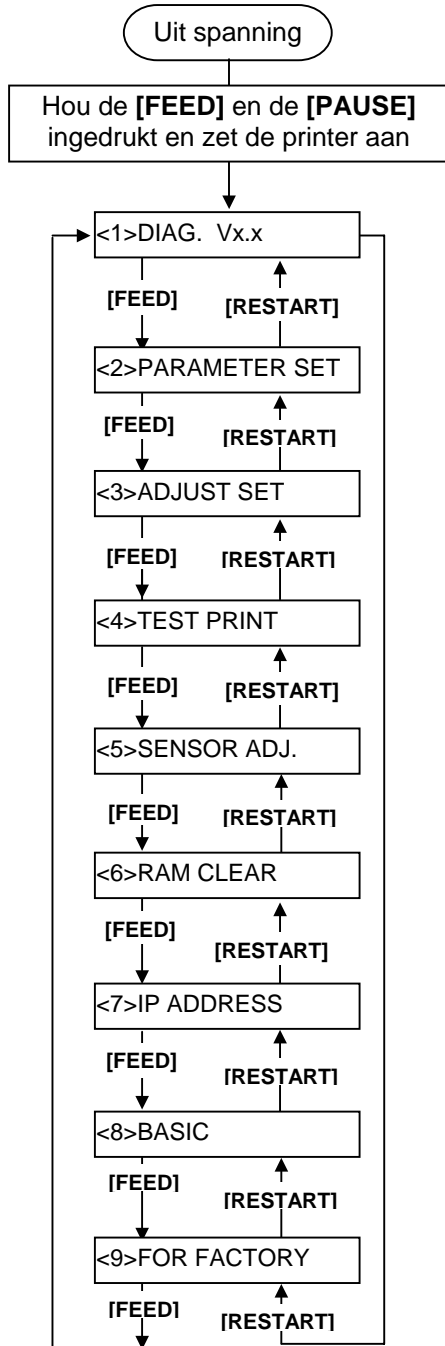 Uit spanning
Hou de [FEED] en de [PAUSE]
ingedrukt en zet de printer aan
<1>DIAG. Vx.x
[FEED]
[RESTART]
<2>PARAMETER SET
[FEED]
[RESTART]
<3>ADJUST SET
[FEED]
[RESTART]
<4>TEST PRINT
[FEED]
[RESTART]
<5>SENSOR ADJ.
[FEED]
[RESTART]
<6>RAM CLEAR
[FEED]
[RESTART]
<7>IP ADDRESS
[FEED]
[RESTART]
<8>BASIC
[FEED]
[RESTART]
<9>FOR FACTORY
[FEED]
[RESTART]